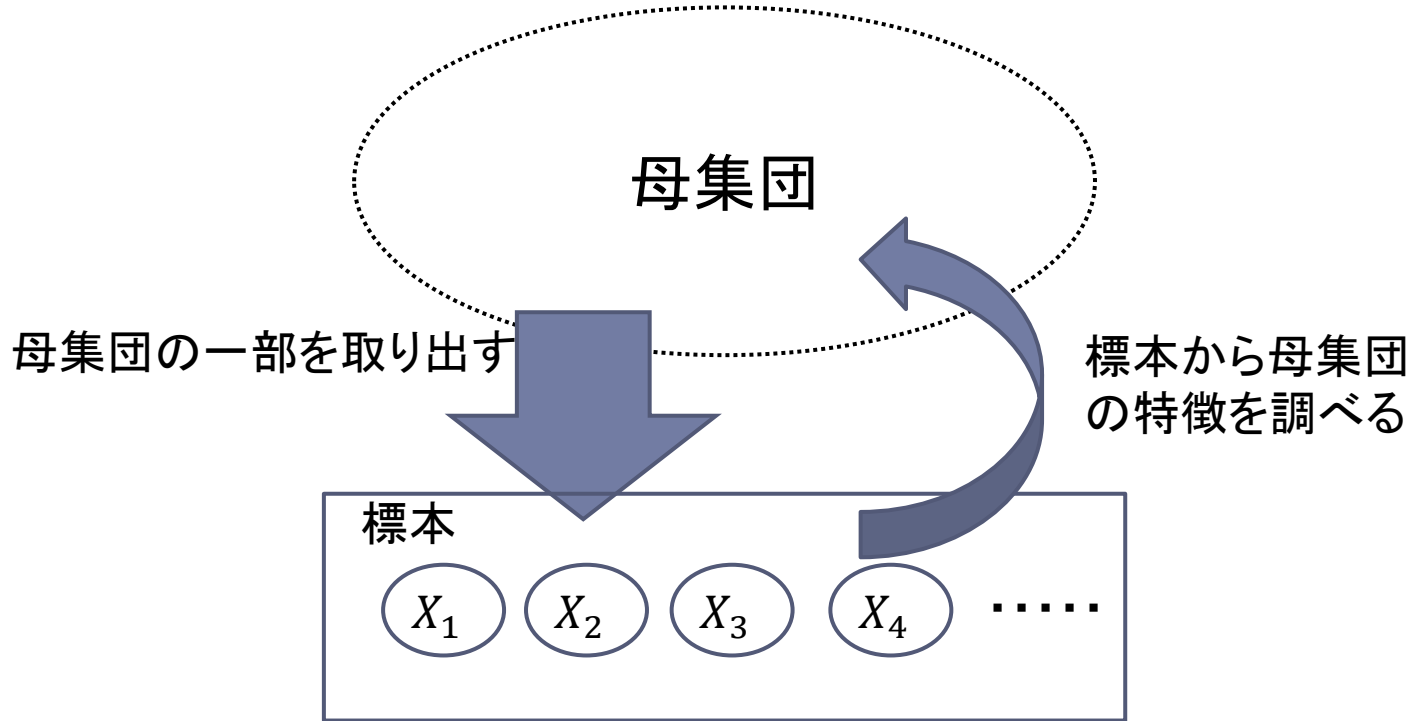 母集団
母集団の一部を取り出す
標本から母集団
の特徴を調べる
標本
X₁ X₂ X₃ X₄ ・・・・・